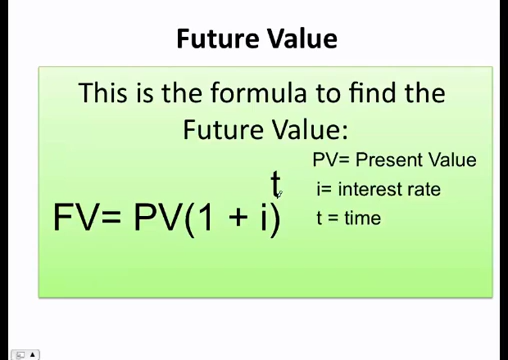 Future Value
This is the formula to find the
Future Value:
PV= Present Value
i= interest rate
t = time
t
FV= PV(1 + i)